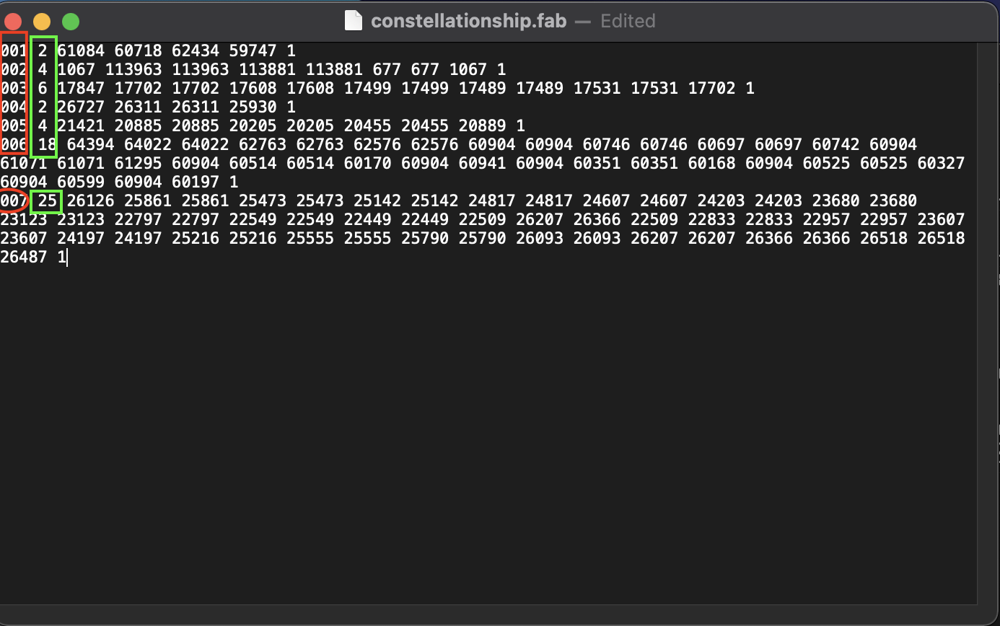 constellationship.fab — Edited
001 2 61084 60718 62434 59747 1
002 4 1067 113963 113963 113881 113881 677 677 1067 1
003 6 17847 17702 17702 17608 17608 17499 17499 17489 17489 17531 17531 17702 1
004 2 26727 26311 26311 25930 1
005 4 21421 20885 20885 20205 20205 20455 20455 20889 1
006 18 64394 64022 64022 62763 62763 62576 62576 60904 60904 60746 60746 60697 60697 60742 60904
61071 61071 61295 60904 60514 60514 60170 60904 60941 60904 60351 60351 60168 60904 60525 60525 60327
60904 60599 60904 60197 1
007 25 26126 25861 25861 25473 25473 25142 25142 24817 24817 24607 24607 24203 24203 23680 23680
23123 23123 22797 22797 22549 22549 22449 22449 22509 26207 26366 22509 22833 22833 22957 22957 23607
23607 24197 24197 25216 25216 25555 25555 25790 25790 26093 26093 26207 26207 26366 26366 26518 26518
26487 1